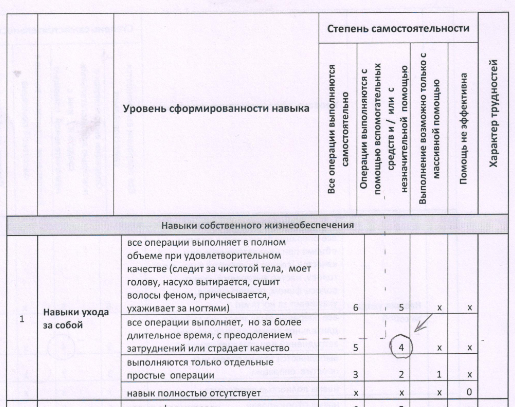 Степень самостоятельности
Уровень сформированности навыка
Все операции выполняются
самостоятельно
Операции выполняются с
помощью вспомогательных
средств и / или с
незначительной помощью
Выполнение возможно только с
массивной помощью
Помощь не эффективна
Характер трудностей
Навыки собственного жизнеобеспечения
1
Навыки ухода
за собой
все операции выполняет в полном
объеме при удовлетворительном
качестве (следит за чистотой тела, моет
голову, насухо вытирается, сушит
волосы феном, причесывается,
ухаживает за ногтями) 6 5 х х
все операции выполняет, но за более
длительное время, с преодолением
затруднений или страдает качество 5 4 х х
выполняются только отдельные
простые операции 3 2 1 х
навык полностью отсутствует х х х 0